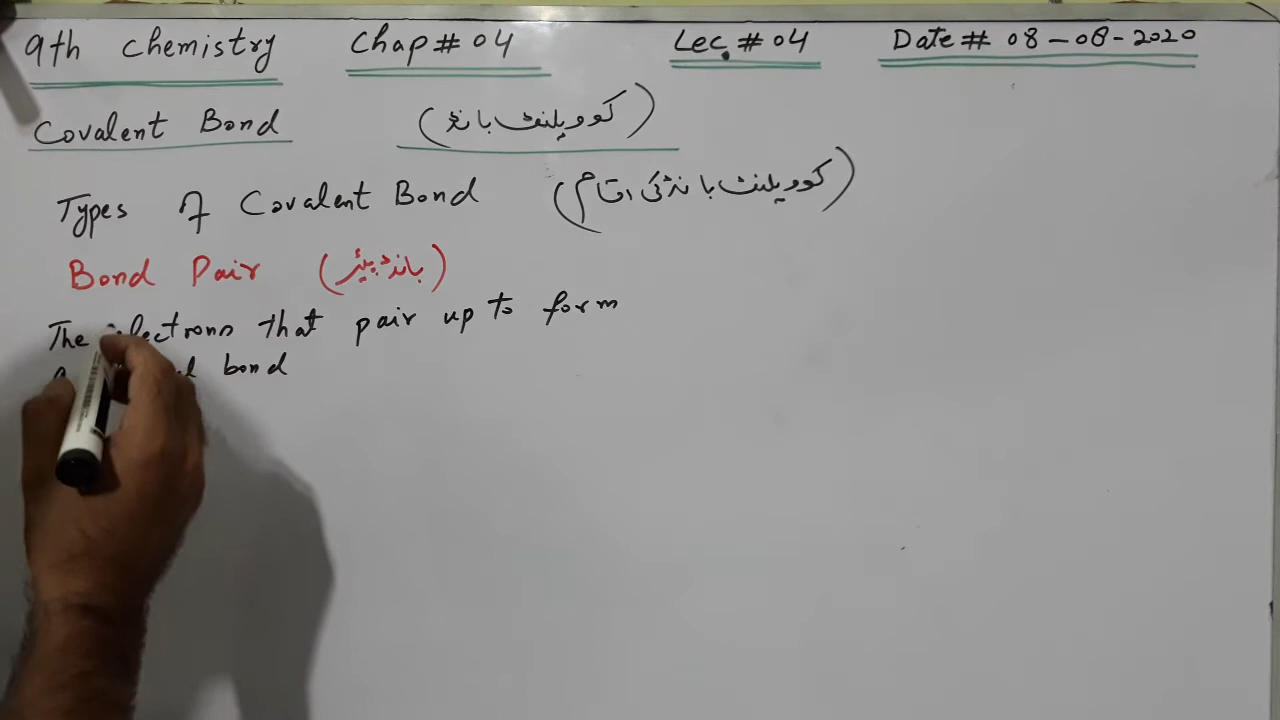 9th Chemistry Chap# 04 Lec.# 04 Date# 08-08-2020
Covalent Bond (کوویلنٹ بانڈ)
Types of Covalent Bond (کوویلنٹ بانڈ کی اقسام)
Bond Pair (بانڈ پیئر)
The electrons that pair up to form
bond